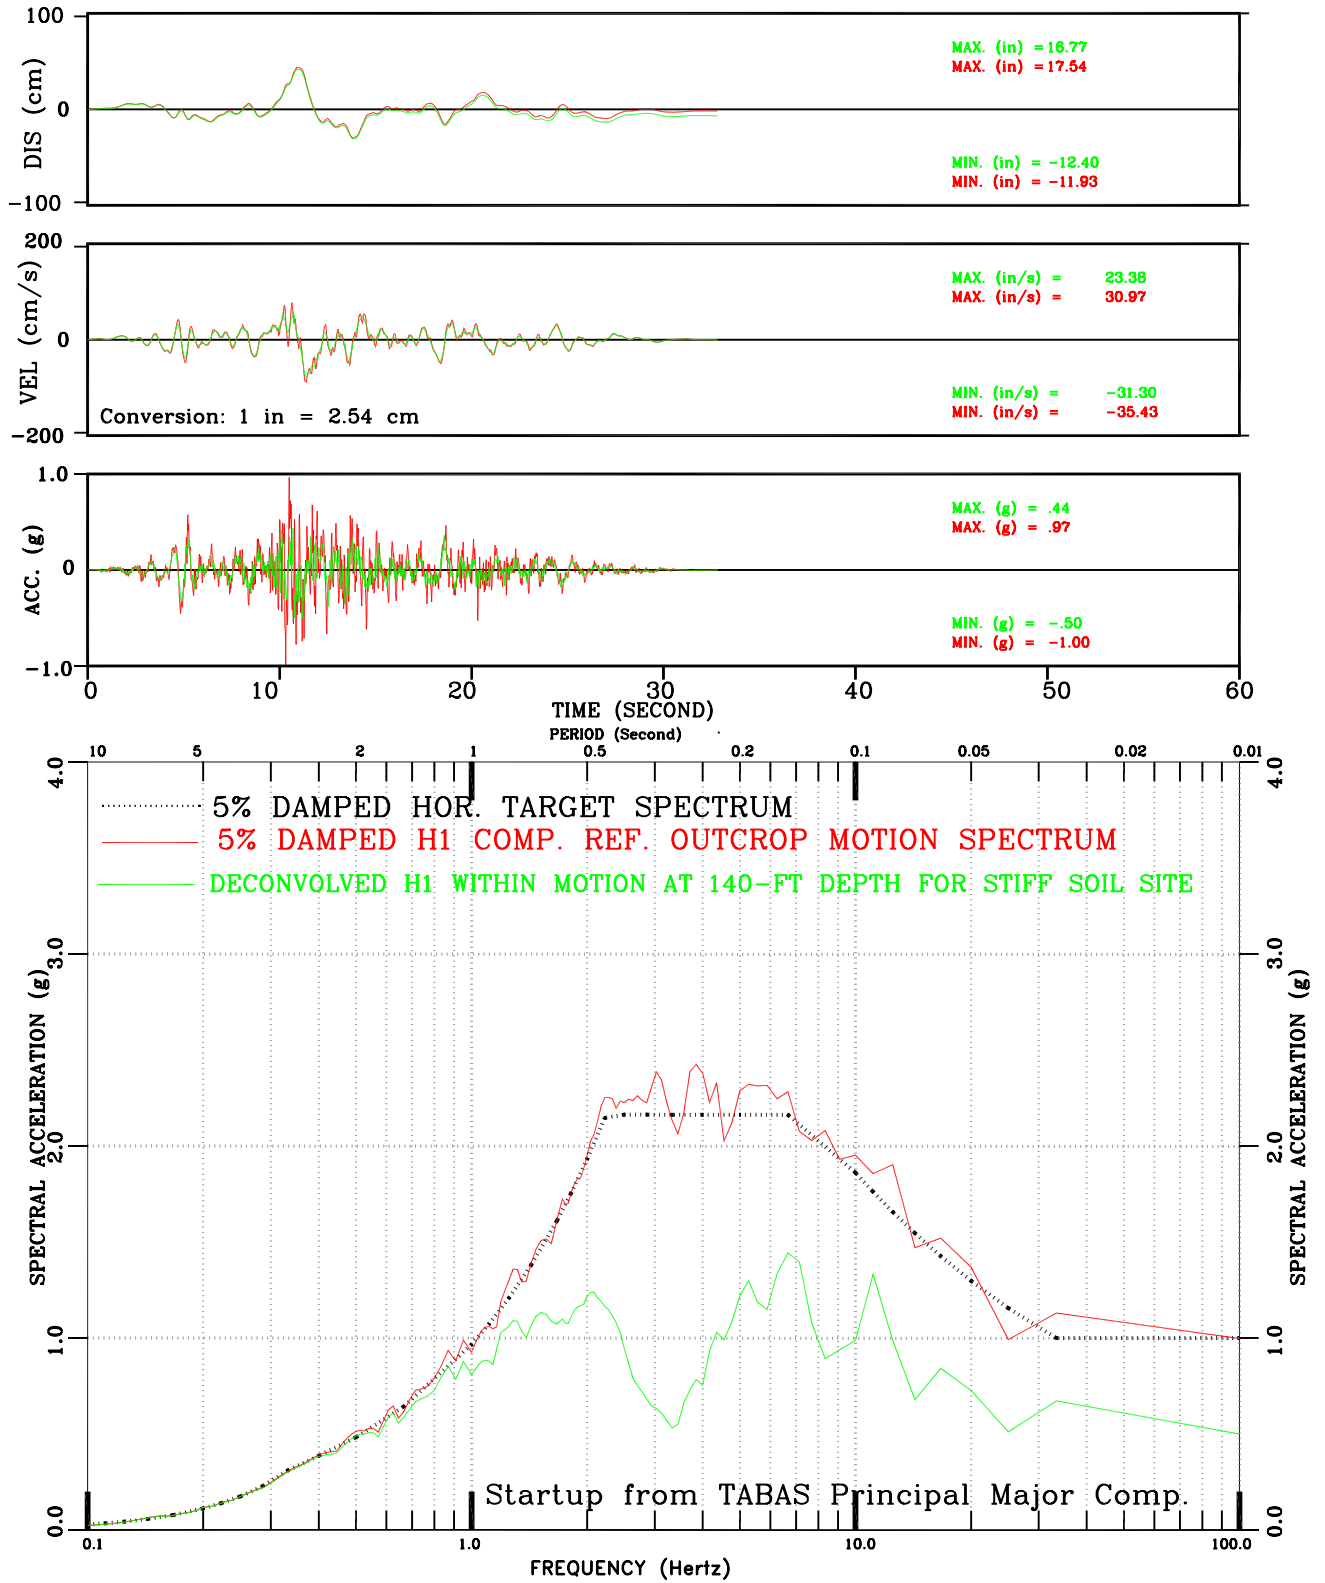 100
MAX. (in) =16.77
MAX. (in) =17.54
DIS (cm)
0
MIN. (in) = -12.40
MIN. (in) = -11.93
-100
200
MAX. (in/s) = 23.38
MAX. (in/s) = 30.97
VEL (cm/s)
0
MIN. (in/s) = -31.30
MIN. (in/s) = -35.43
Conversion: 1 in = 2.54 cm
-200
1.0
MAX. (g) = .44
MAX. (g) = .97
ACC. (g)
0
MIN. (g) = -.50
MIN. (g) = -1.00
-1.0
0 10 20 30 40 50 60
TIME (SECOND)
PERIOD (Second)
10 5 2 1 0.5 0.2 0.1 0.05 0.02 0.01
4.0 4.0
5% DAMPED HOR. TARGET SPECTRUM
5% DAMPED H1 COMP. REF. OUTCROP MOTION SPECTRUM
DECONVOLVED H1 WITHIN MOTION AT 140-FT DEPTH FOR STIFF SOIL SITE
3.0 3.0
SPECTRAL ACCELERATION (g)
SPECTRAL ACCELERATION (g)
2.0 2.0
1.0 1.0
Startup from TABAS Principal Major Comp.
0.0 0.0
0.1 1.0 10.0 100.0
FREQUENCY (Hertz)